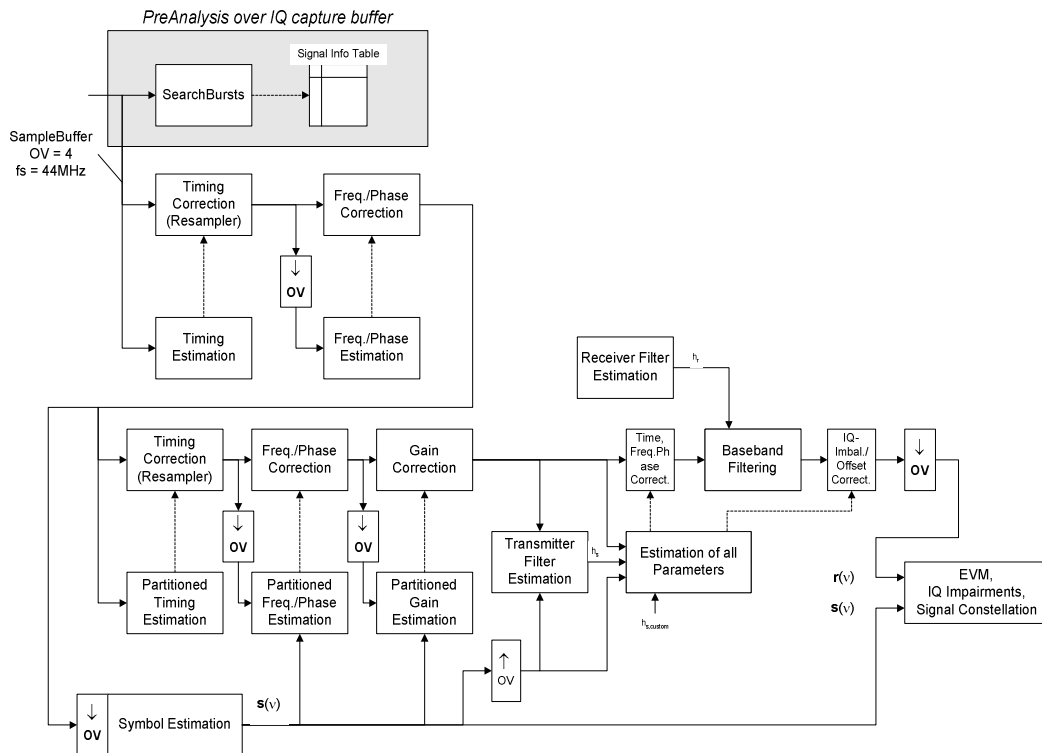 PreAnalysis over IQ capture buffer
Signal Info Table
SearchBursts
SampleBuffer
OV = 4
fs = 44MHz
Timing
Correction
(Resampler)
Freq./Phase
Correction
↓
OV
Timing
Estimation
Freq./Phase
Estimation
Receiver Filter
Estimation
hr
Timing
Correction
(Resampler)
Freq./Phase
Correction
Gain
Correction
Time,
Freq.Ph
ase
Correct.
Baseband
Filtering
IQ-
Imbal./
Offset
Correct.
↓
OV
↓
OV
↓
OV
Transmitter
Filter
Estimation
hs
Estimation of all
Parameters
Partitioned
Timing
Estimation
Partitioned
Freq./Phase
Estimation
Partitioned
Gain
Estimation
r(ν)
s(ν)
EVM,
IQ Impairments,
Signal Constellation
hs,custom
↑
OV
s(ν)
↓
OV
Symbol Estimation